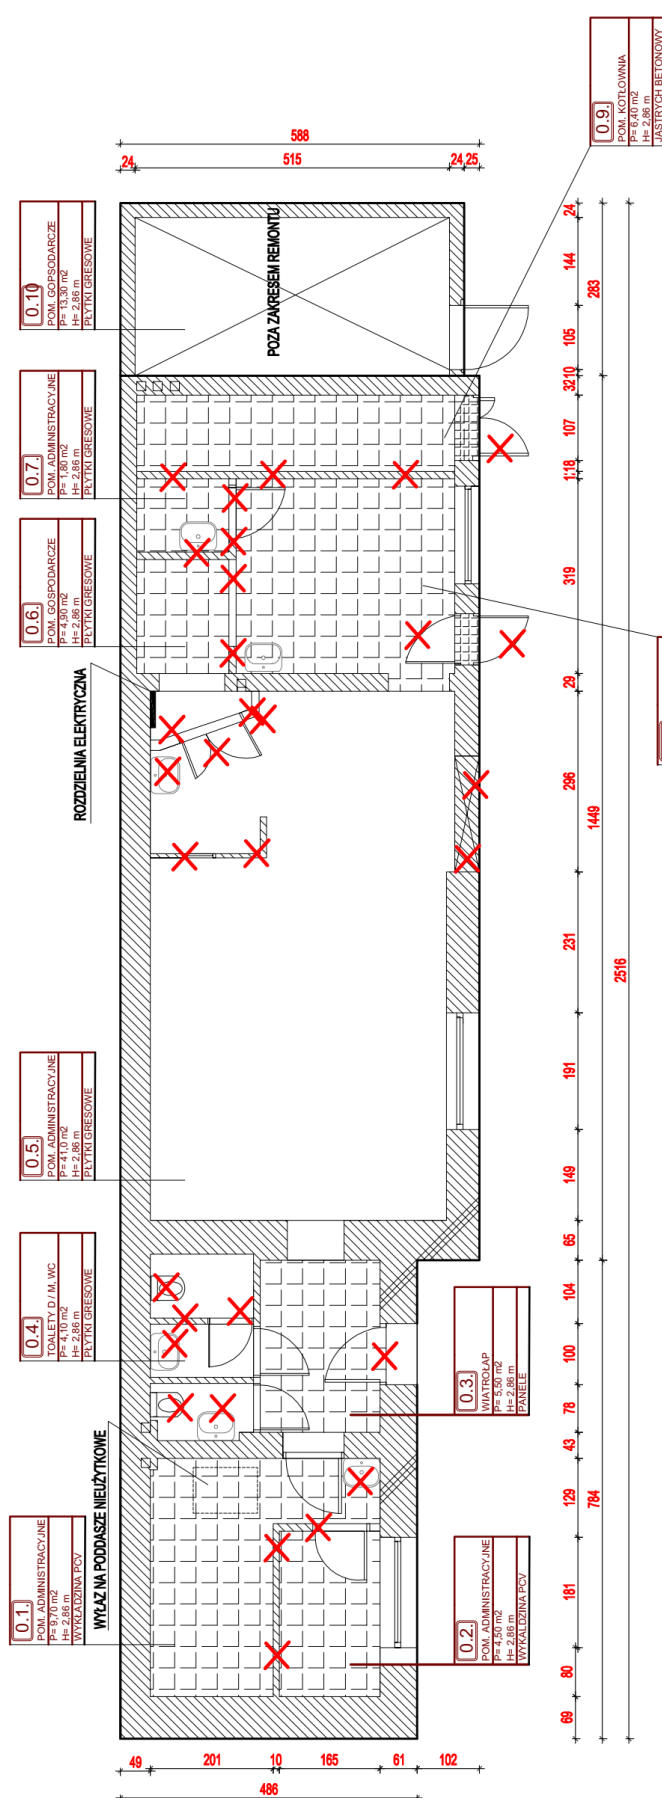 0.9.
POM. KOTŁOWNIA
P= 6,40 m2
H= 2,86 m
JASTRYCH BETONOWY
588
24
515
24
25
0.10
POM. GOPSODARCZE
P= 13,30 m2
H= 2,86 m
PŁYTKI GRESOWE
POZA ZAKRESEM REMONTU
24
144
283
105
10
32
0.7.
POM. ADMINISTRACYJNE
P= 1,80 m2
H= 2,86 m
PŁYTKI GRESOWE
107
18
0.6.
POM. GOSPODARCZE
P= 4,90 m2
H= 2,86 m
PŁYTKI GRESOWE
319
29
ROZDZIELNIA ELEKTRYCZNA
296
1449
231
2516
191
0.5.
POM. ADMINISTRACYJNE
P= 41,0 m2
H= 2,86 m
PŁYTKI GRESOWE
149
65
0.4.
TOALETY D / M, WC
P= 4,10 m2
H= 2,86 m
PŁYTKI GRESOWE
104
100
0.3.
WIATROŁAP
P= 5,50 m2
H= 2,86 m
PANELE
78
43
WYŁAZ NA PODDASZE NIEUŻYTKOWE
129
784
0.1.
POM. ADMINISTRACYJNE
P= 9,70 m2
H= 2,86 m
WYKŁADZINA PCV
0.2.
POM. ADMINISTRACYJNE
P= 4,50 m2
H= 2,86 m
WYKALDZINA PCV
181
80
69
49
201
10
165
61
102
486